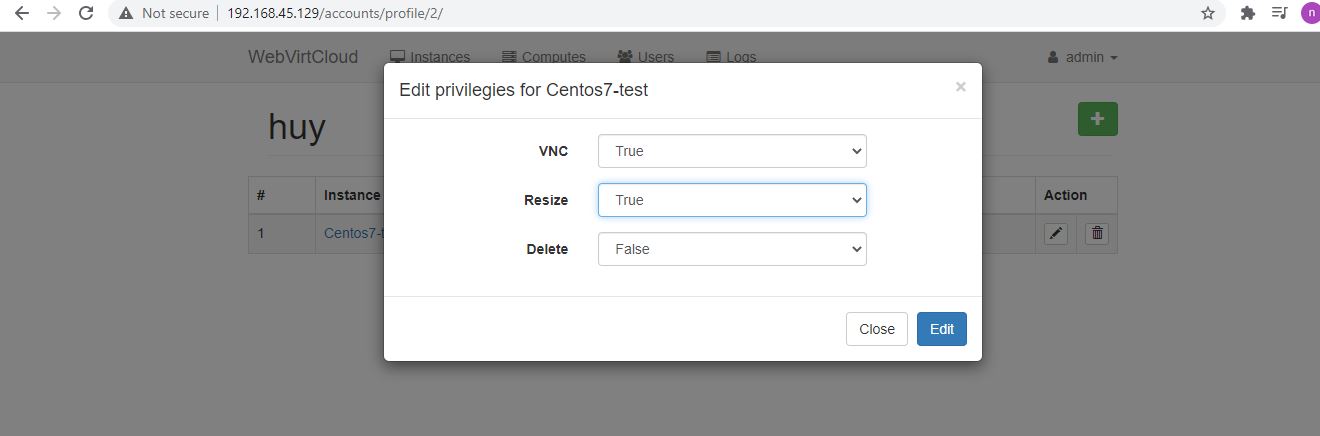 Not secure 192.168.45.129/accounts/profile/2/ n
WebVirtCloud Instances Computes Users Logs admin
Edit privilegies for Centos7-test ×
huy
VNC True
# Instance Action
Resize True
1 Centos7-t
Delete False
Close Edit